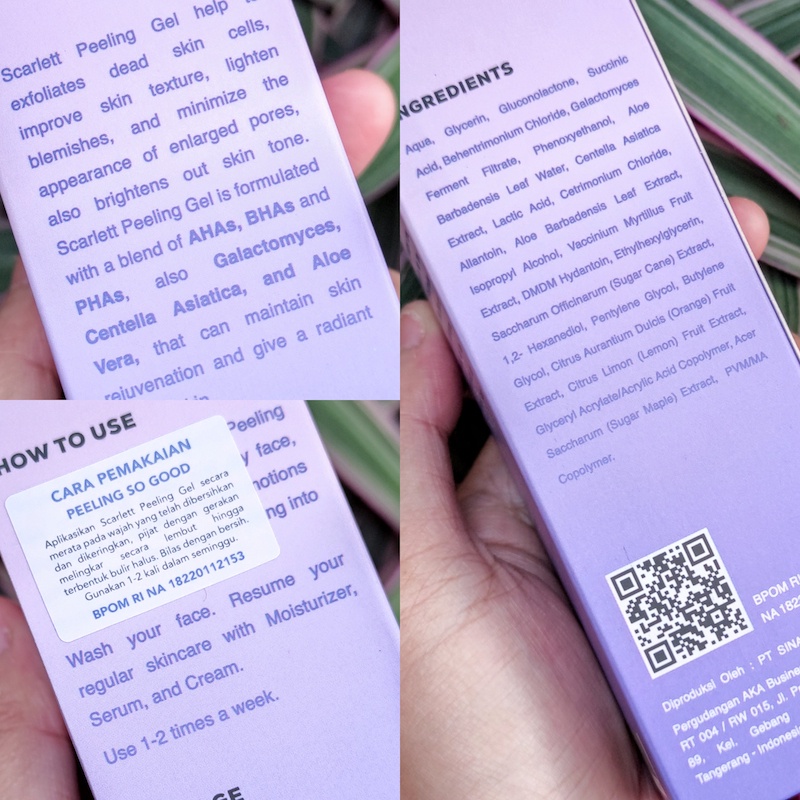 Scarlett Peeling Gel help to
exfoliates dead skin cells,
improve skin texture, lighten
blemishes, and minimize the
appearance of enlarged pores,
also brightens out skin tone.
Scarlett Peeling Gel is formulated
with a blend of AHAs, BHAs and
PHAs, also Galactomyces,
Centella Asiatica, and Aloe
Vera, that can maintain skin
rejuvenation and give a radiant
HOW TO USE
Peeling
face,
ing into
CARA PEMAKAIAN
PEELING SO GOOD
Aplikasikan Scarlett Peeling Gel secara
merata pada wajah yang telah dibersihkan
dan dikeringkan, pijat dengan gerakan
melingkar secara lembut hingga
terbentuk bulir halus. Bilas dengan bersih.
Gunakan 1-2 kali dalam seminggu.
BPOM RI NA 18220112153
Wash your face. Resume your
regular skincare with Moisturizer,
Serum, and Cream.
Use 1-2 times a week.
INGREDIENTS
Aqua, Glycerin, Gluconolactone, Succinic
Acid, Behentrimonium Chloride, Galactomyces
Ferment Filtrate, Phenoxyethanol, Aloe
Barbadensis Leaf Water, Centella Asiatica
Extract, Lactic Acid, Cetrimonium Chloride,
Allantoin, Aloe Barbadensis Leaf Extract,
Isopropyl Alcohol, Vaccinium Myrtillus Fruit
Extract, DMDM Hydantoin, Ethylhexylglycerin,
Saccharum Officinarum (Sugar Cane) Extract,
1,2- Hexanediol, Pentylene Glycol, Butylene
Glycol, Citrus Aurantium Dulcis (Orange) Fruit
Extract, Citrus Limon (Lemon) Fruit Extract,
Glyceryl Acrylate/Acrylic Acid Copolymer, Acer
Saccharum (Sugar Maple) Extract, PVM/MA
Copolymer.
BPOM RI
NA 182
Diproduksi Oleh : PT SINA
Pergudangan AKA Busine
RT 004 / RW 015, Jl. P
89, Kel. Gebang
Tangerang - Indonesi